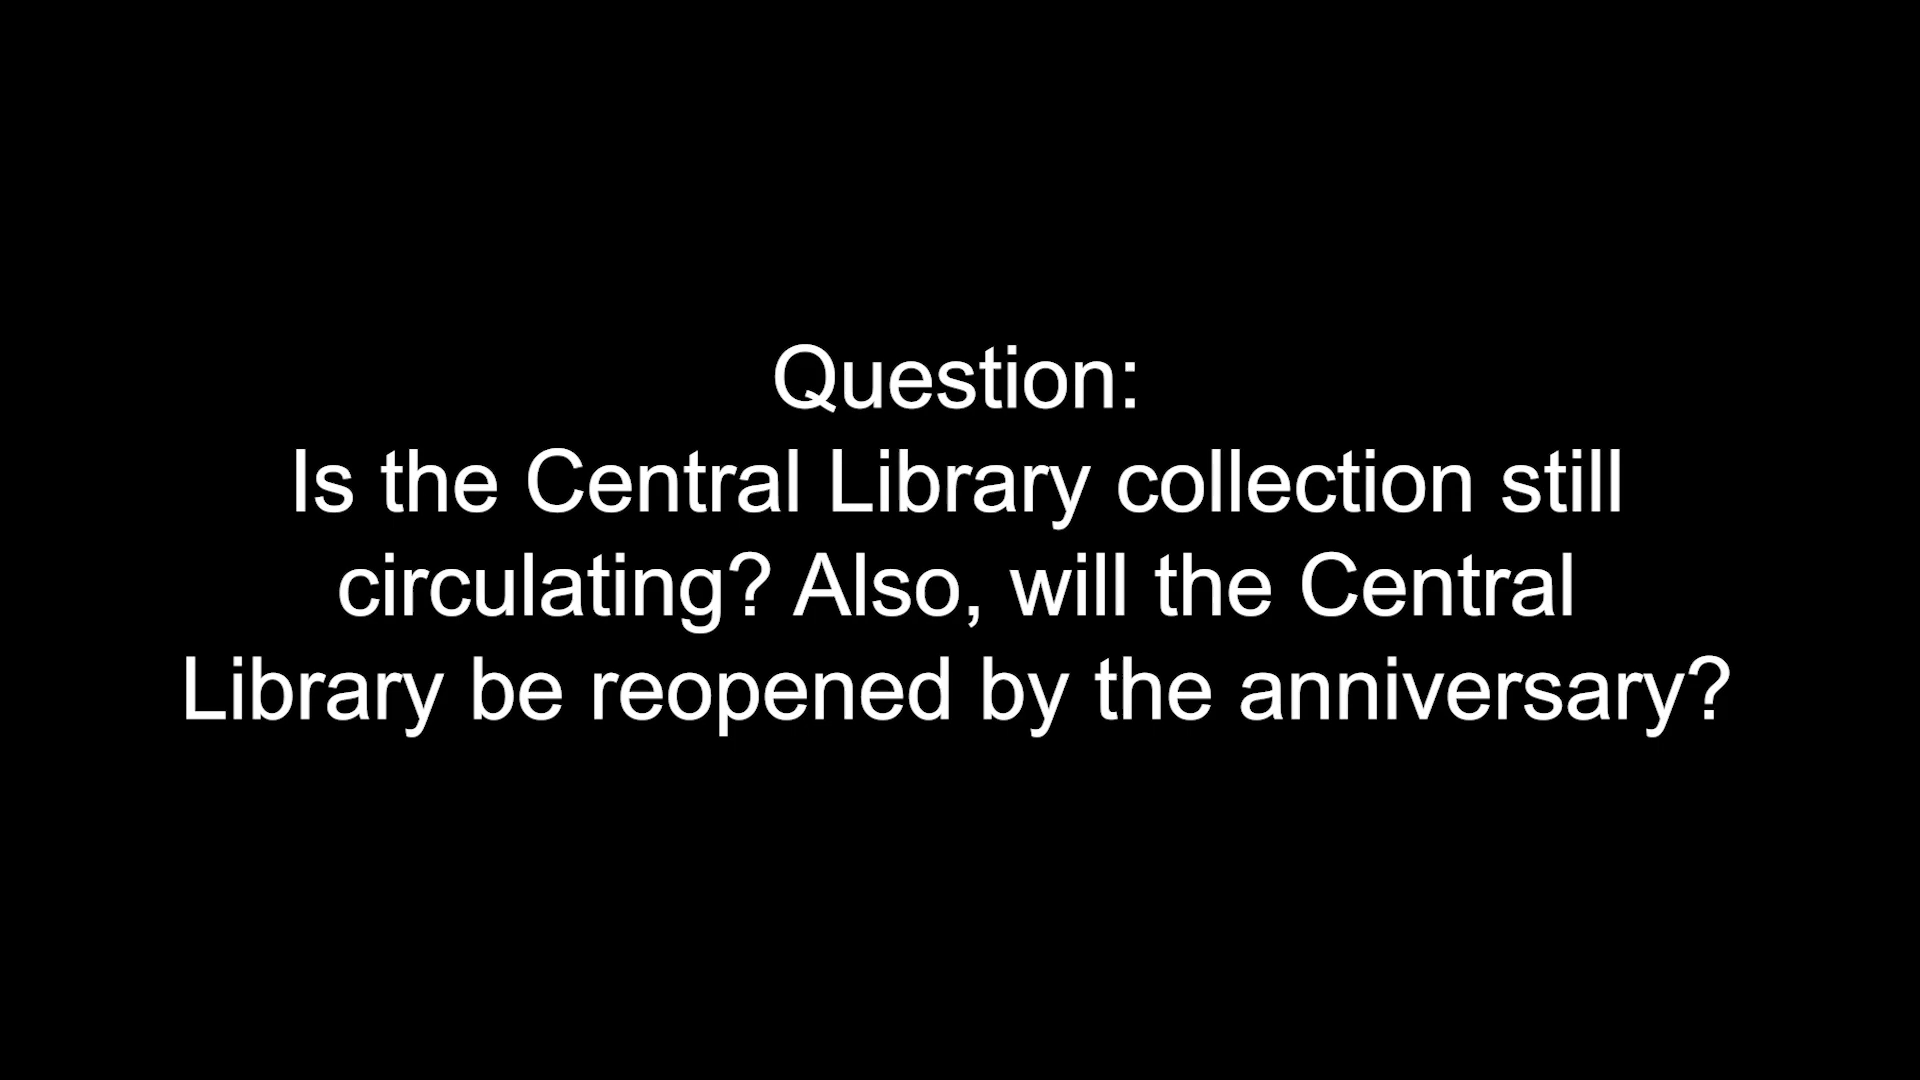 Question:
Is the Central Library collection still
circulating? Also, will the Central
Library be reopened by the anniversary?